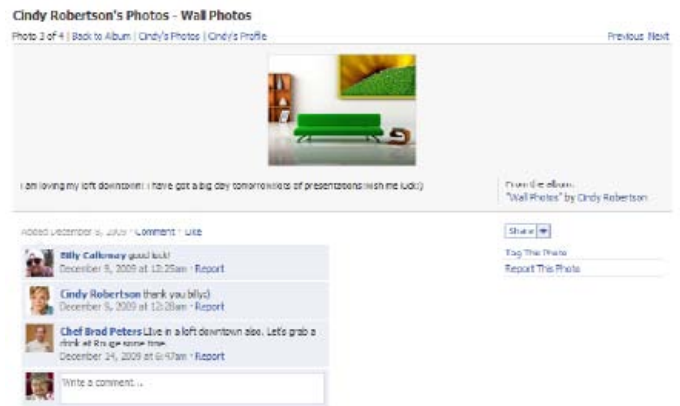 Cindy Robertson's Photos - Wall Photos
Photo 2 of 4 | Back to Album | Cindy's Photos | Cindy's Profile
Previous Next
I am loving my loft downtown! I have got a big day tomorrow lots of presentations wish me luck!)
From the album:
"Wall Photos" by Cindy Robertson
Added December 8, 2009 · Comment · Like
Share
Tag This Photo
Report This Photo
Billy Calloway good luck!
December 9, 2009 at 12:25am · Report
Cindy Robertson thank you billy:)
December 9, 2009 at 12:28am · Report
Chef Brad Peters Live in a loft downtown also. Let's grab a
drink at Rouge some time.
December 14, 2009 at 6:47am · Report
Write a comment...